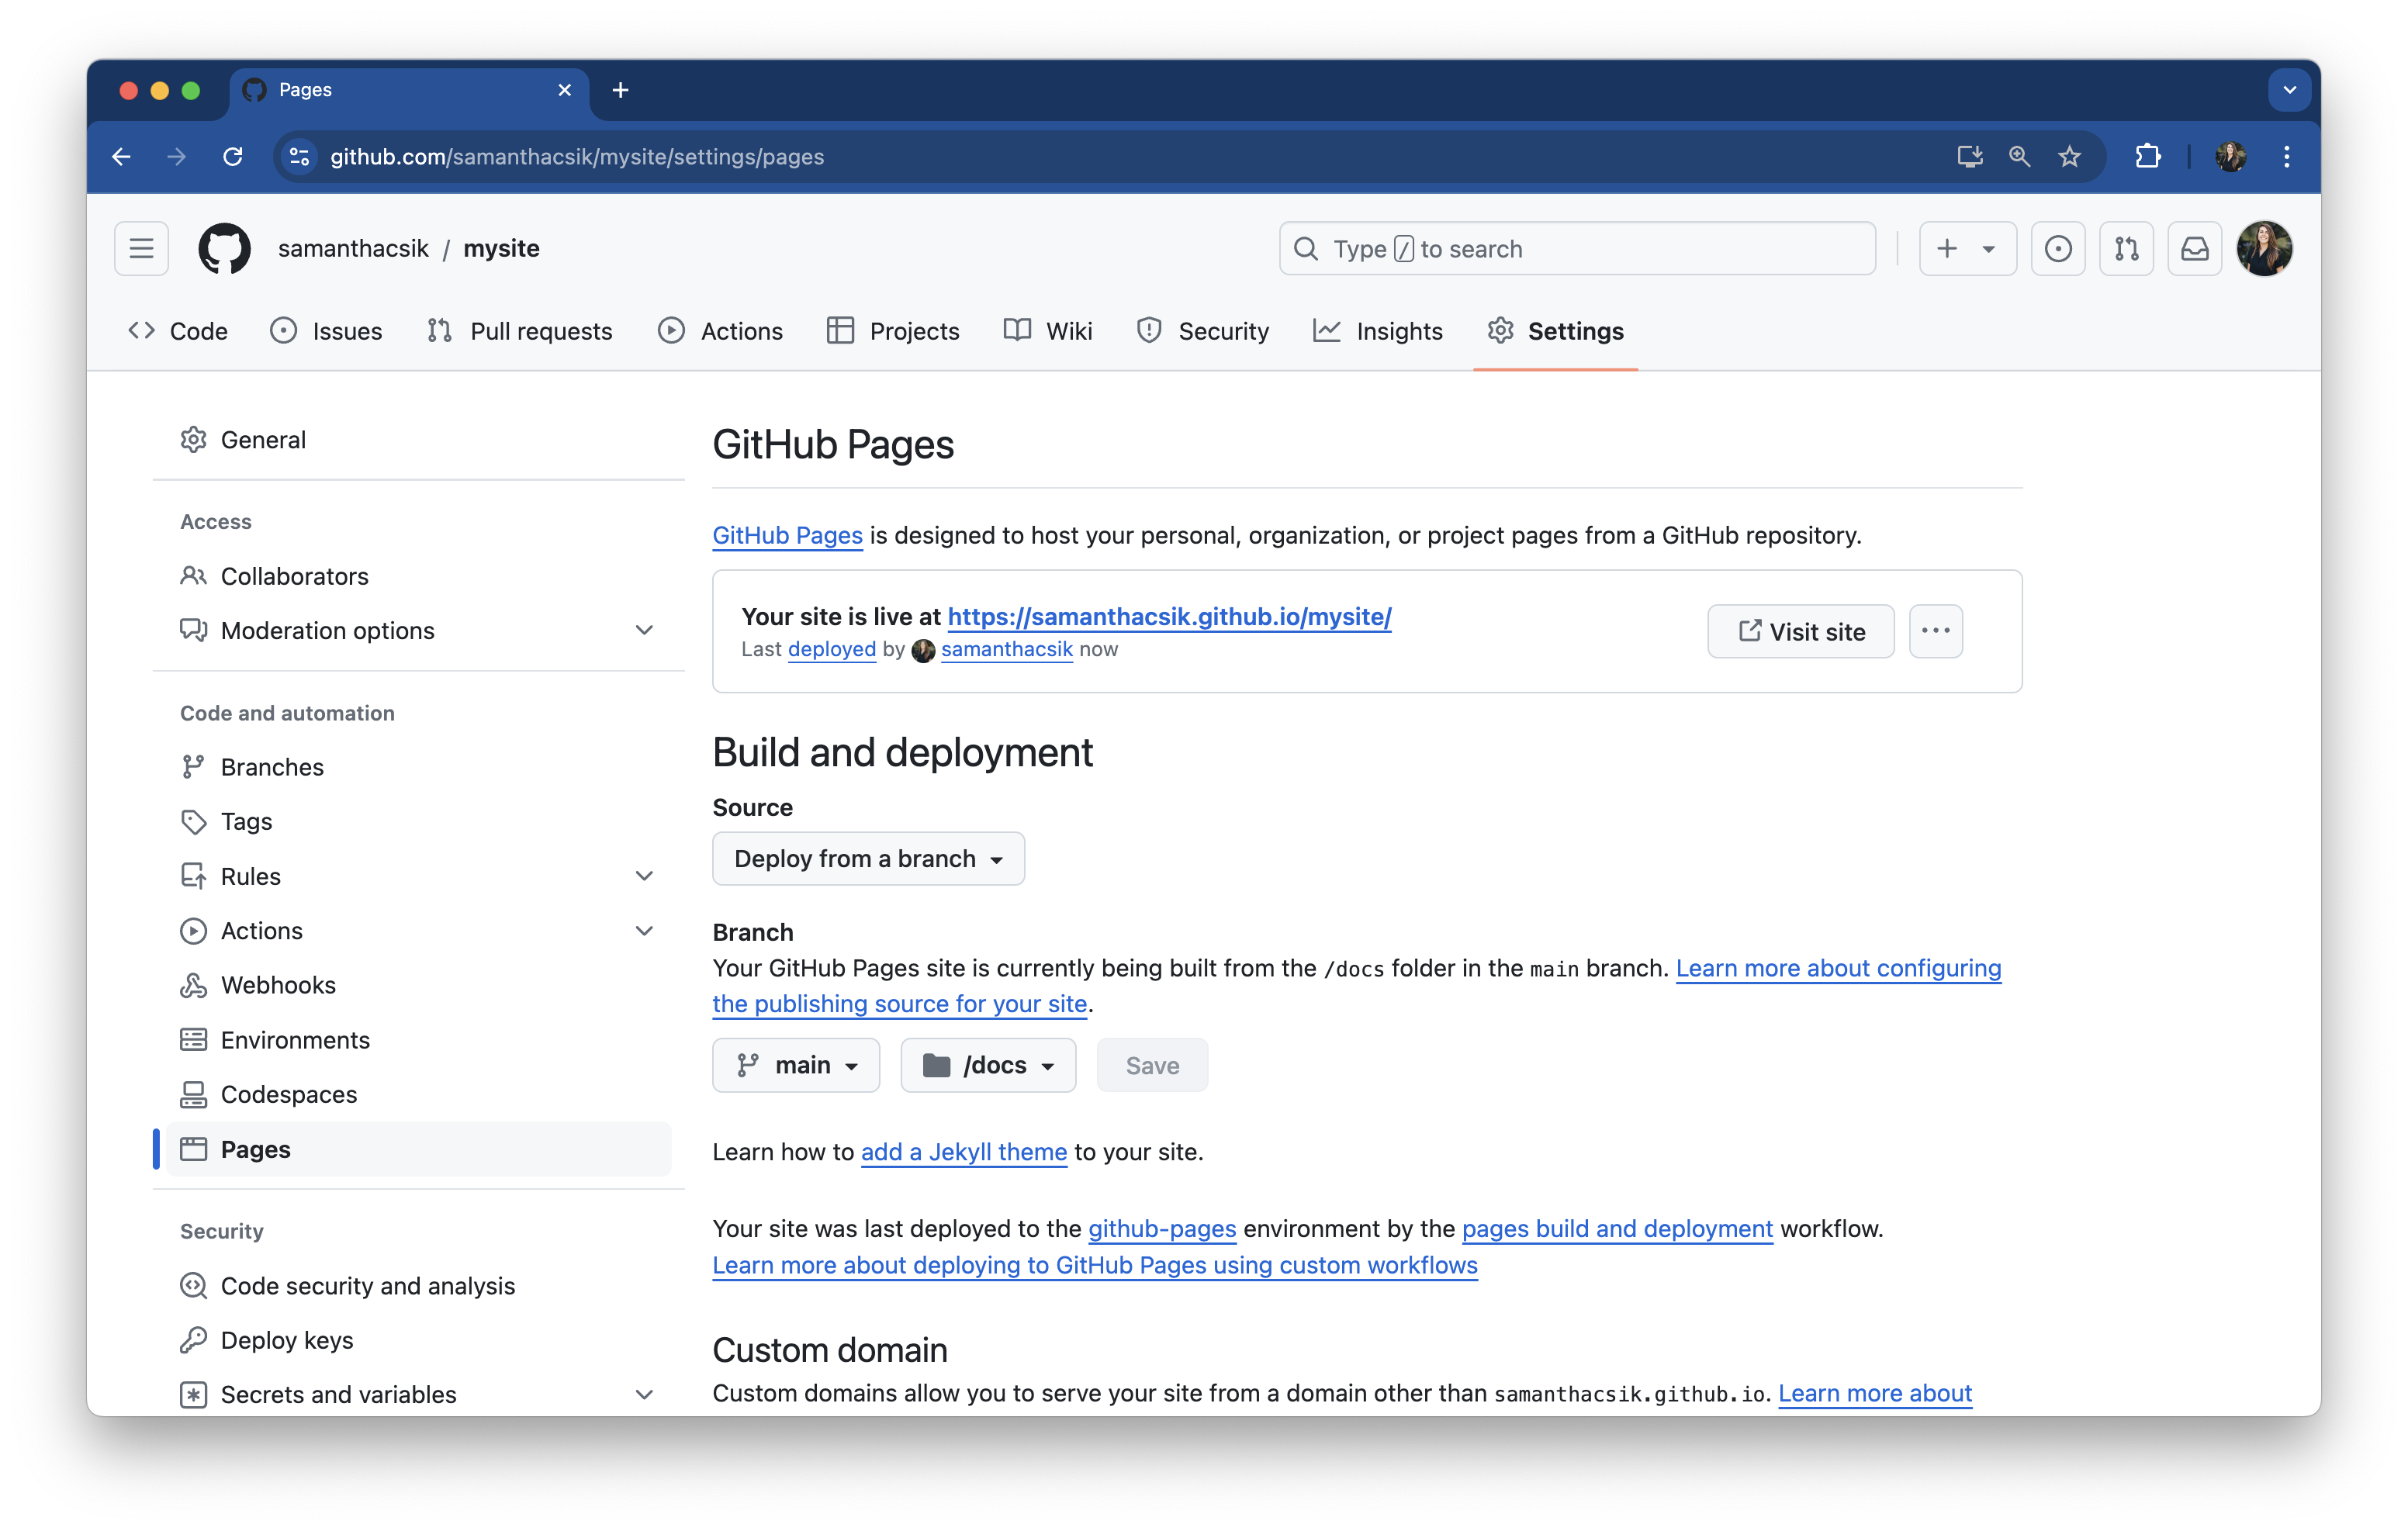 Pages
github.com/samanthacsik/mysite/settings/pages
samanthacsik / mysite
Type / to search
Code Issues Pull requests Actions Projects Wiki Security Insights Settings
General
Access
Collaborators
Moderation options
Code and automation
Branches
Tags
Rules
Actions
Webhooks
Environments
Codespaces
Pages
Security
Code security and analysis
Deploy keys
Secrets and variables
GitHub Pages
GitHub Pages is designed to host your personal, organization, or project pages from a GitHub repository.
Your site is live at https://samanthacsik.github.io/mysite/
Last deployed by samanthacsik now
Visit site
Build and deployment
Source
Deploy from a branch
Branch
Your GitHub Pages site is currently being built from the /docs folder in the main branch. Learn more about configuring
the publishing source for your site.
main /docs Save
Learn how to add a Jekyll theme to your site.
Your site was last deployed to the github-pages environment by the pages build and deployment workflow.
Learn more about deploying to GitHub Pages using custom workflows
Custom domain
Custom domains allow you to serve your site from a domain other than samanthacsik.github.io. Learn more about